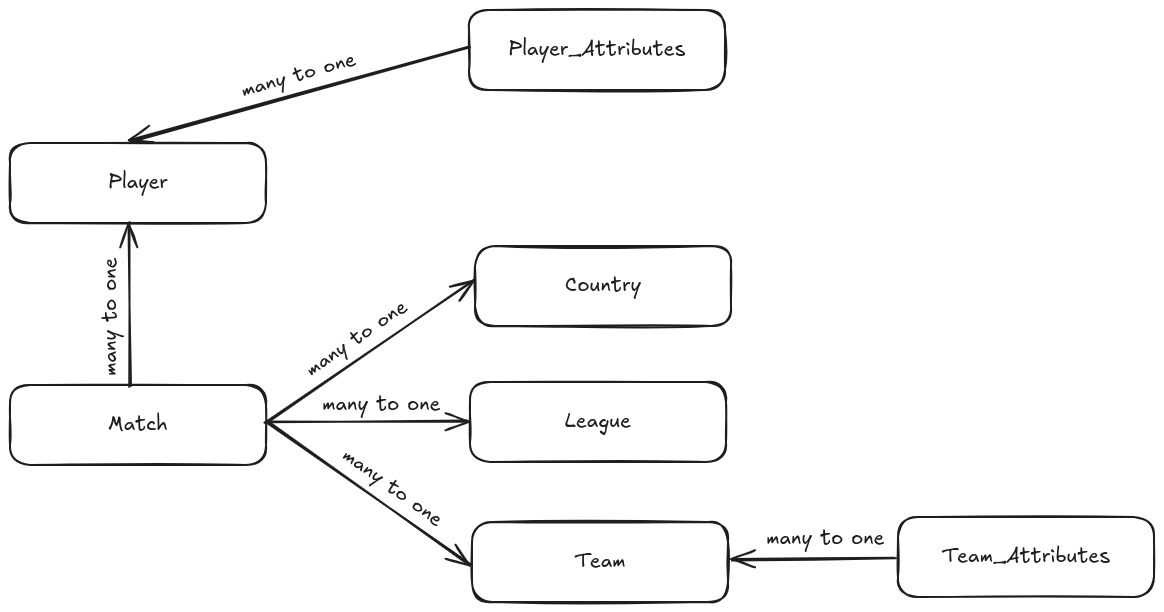 Player_Attributes
many to one
Player
many to one
Country
many to one
Match
many to one
League
many to one
Team
many to one
Team_Attributes